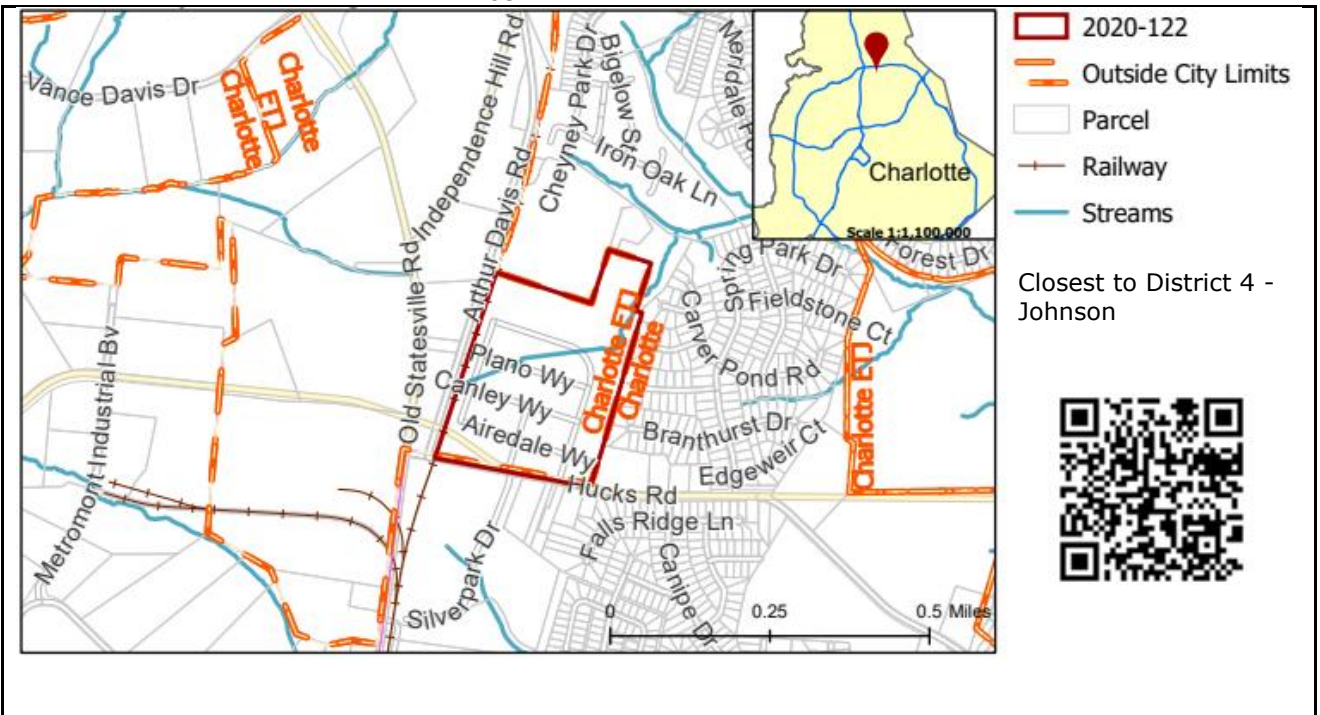 Vance Davis Dr
Charlotte
ETJ
Charlotte
Independence Hill Rd
Arthur Davis Rd
Cheyney Park Dr
Bigelow St
Iron Oak Ln
Charlotte
Scale 1:1,100,000
Forest Dr
Spring Park Dr
Fieldstone Ct
Carver Pond Rd
Branthurst Dr
Edgeweir Ct
Charlotte ETJ
Charlotte
Charlotte ETJ
Old Statesville Rd
Plano Wy
Canley Wy
Airedale Wy
Metromont Industrial Bv
Hucks Rd
Falls Ridge Ln
Canipe Dr
Silverpark Dr
0 0.25 0.5 Miles
2020-122
Outside City Limits
Parcel
Railway
Streams
Closest to District 4 -
Johnson